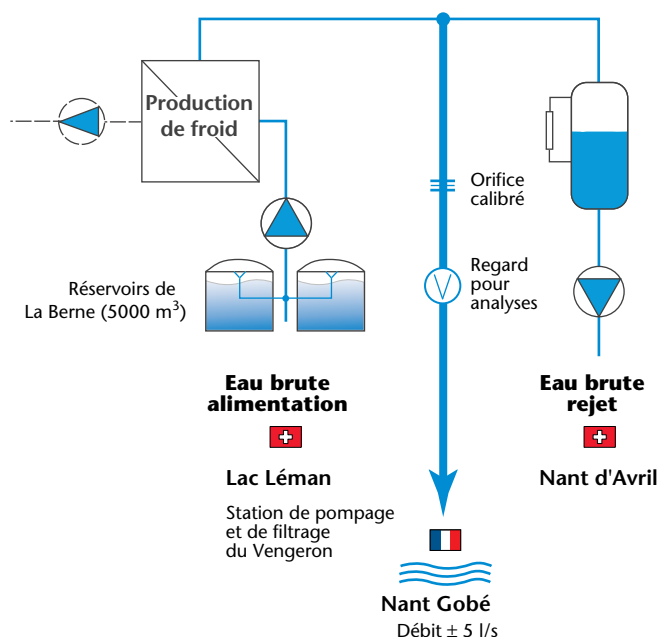 Production
de froid
Orifice
calibré
Regard
pour
analyses
Réservoirs de
La Berne (5000 m³)
Eau brute
alimentation
Lac Léman
Station de pompage
et de filtrage
du Vengeron
Eau brute
rejet
Nant d'Avril
Nant Gobé
Débit ± 5 l/s